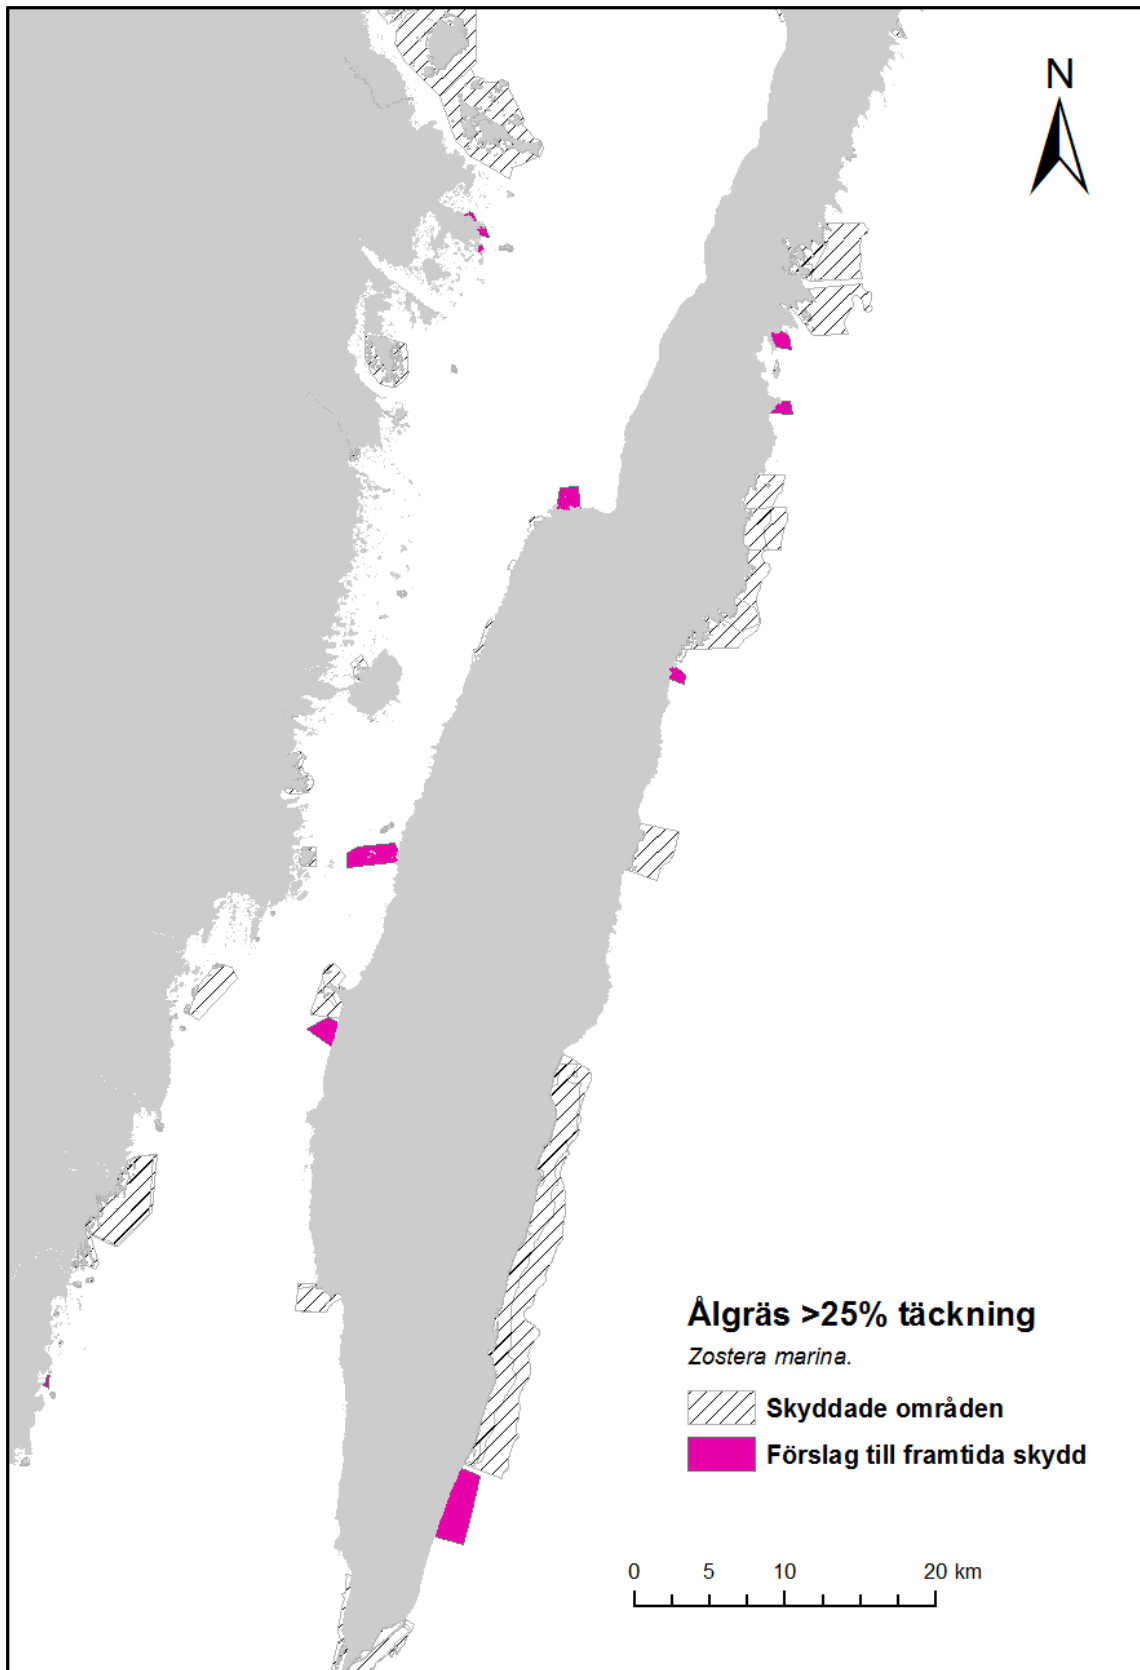 N
Ålgräs >25% täckning
Zostera marina.
Skyddade områden
Förslag till framtida skydd
0 5 10 20 km